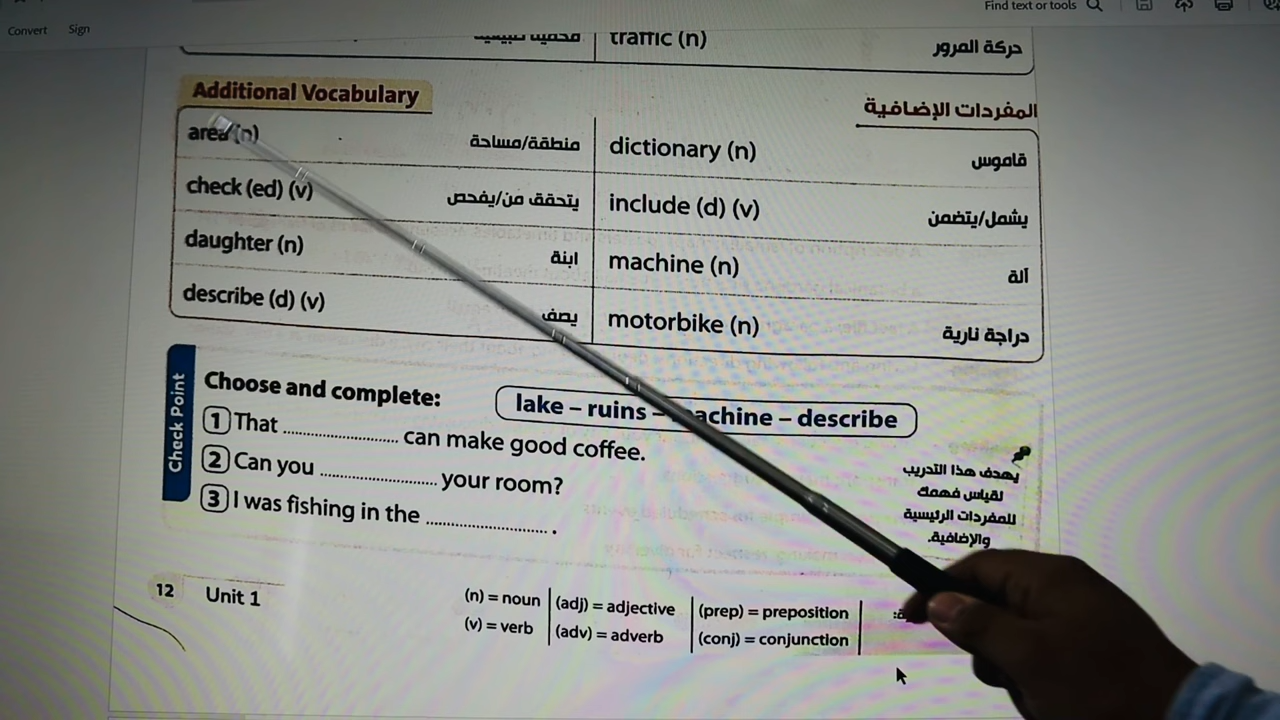 Find text or tools
Convert Sign
traffic (n) حركة المرور
Additional Vocabulary المفردات الإضافية
area (n) منطقة/مساحة dictionary (n) قاموس
check (ed) (v) يتحقق من/يفحص include (d) (v) يشمل/يتضمن
daughter (n) ابنة machine (n) آلة
describe (d) (v) يصف motorbike (n) دراجة نارية
Check Point
Choose and complete:
lake – ruins – machine – describe
1 That ........................ can make good coffee.
2 Can you ........................ your room?
3 I was fishing in the ........................ .
يهدف هذا التدريب
لقياس فهمك
للمفردات الرئيسية
والإضافية.
12 Unit 1
(n) = noun (adj) = adjective (prep) = preposition
(v) = verb (adv) = adverb (conj) = conjunction